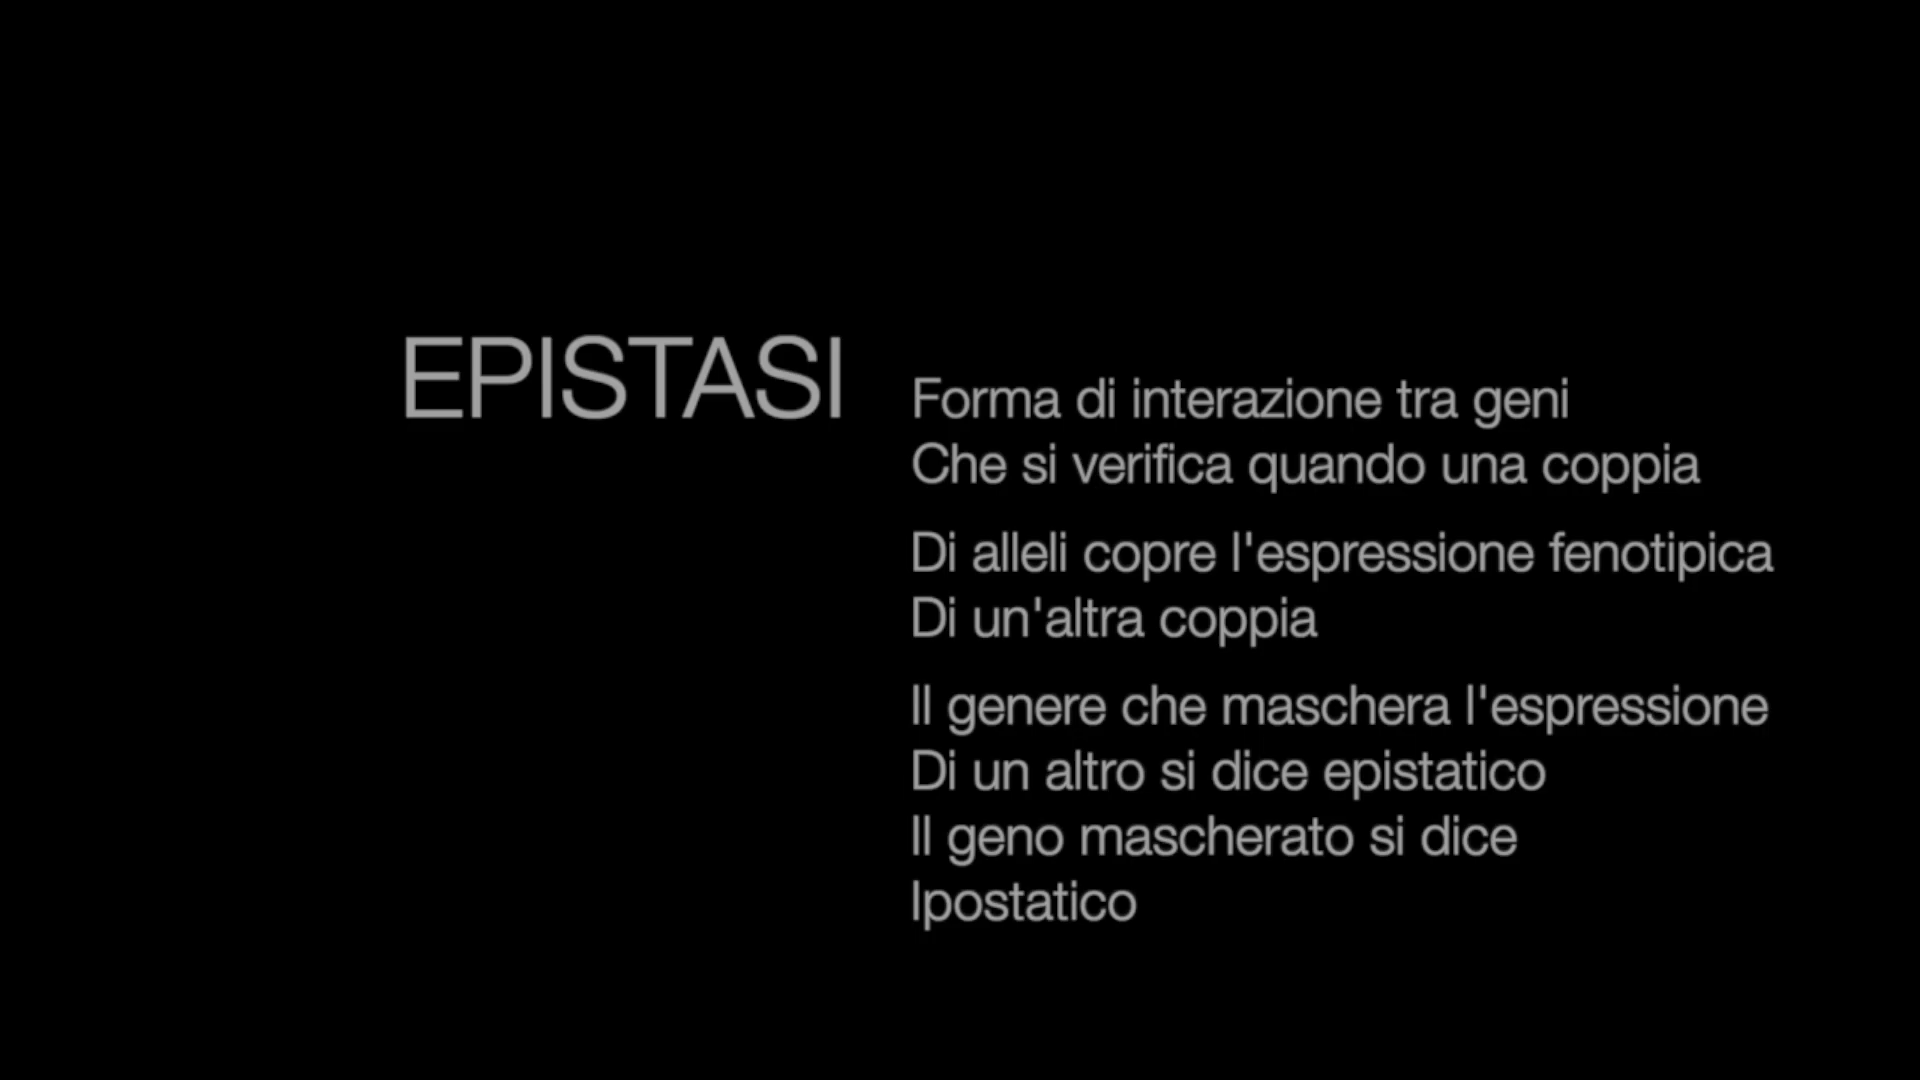 EPISTASI
Forma di interazione tra geni
Che si verifica quando una coppia
Di alleli copre l'espressione fenotipica
Di un'altra coppia
Il genere che maschera l'espressione
Di un altro si dice epistatico
Il geno mascherato si dice
Ipostatico